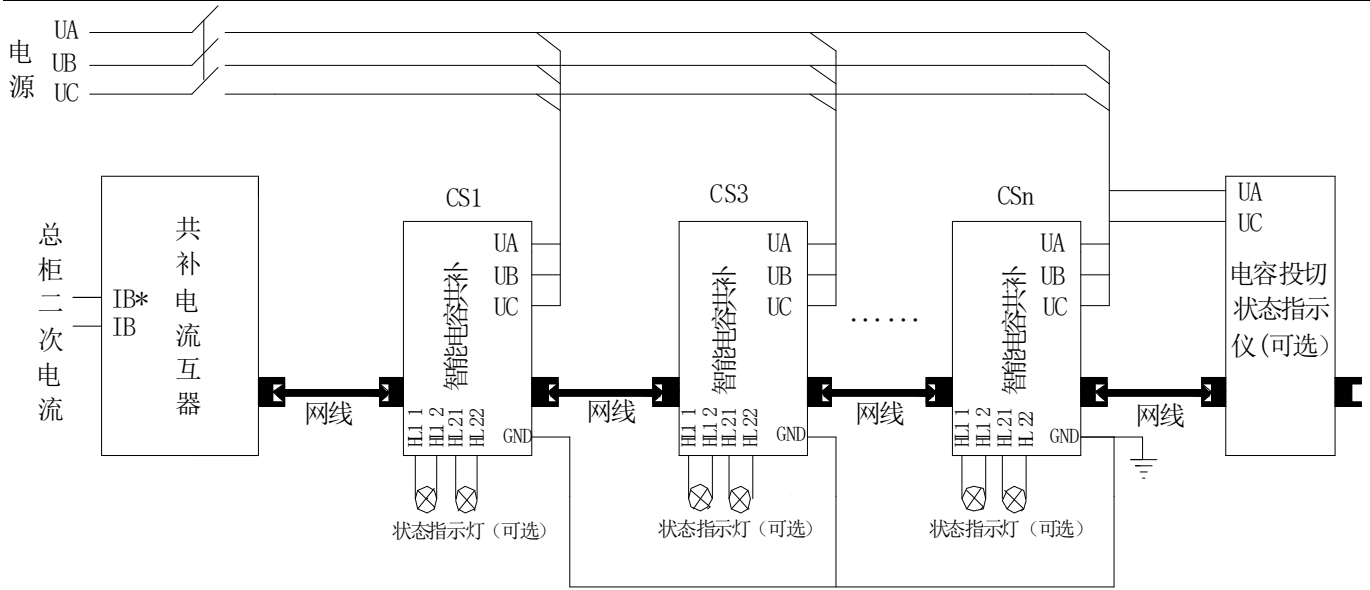 电源
UA
UB
UC
总柜二次电流
IB*
IB
共补电流互器
网线
CS1
智能电容共补
UA
UB
UC
HL11
HL12
HL21
HL22
GND
状态指示灯（可选）
网线
CS3
智能电容共补
UA
UB
UC
HL11
HL12
HL21
HL22
GND
状态指示灯（可选）
......
网线
CSn
智能电容共补
UA
UB
UC
HL11
HL12
HL21
HL22
GND
状态指示灯（可选）
网线
UA
UC
电容投切
状态指示
仪(可选)